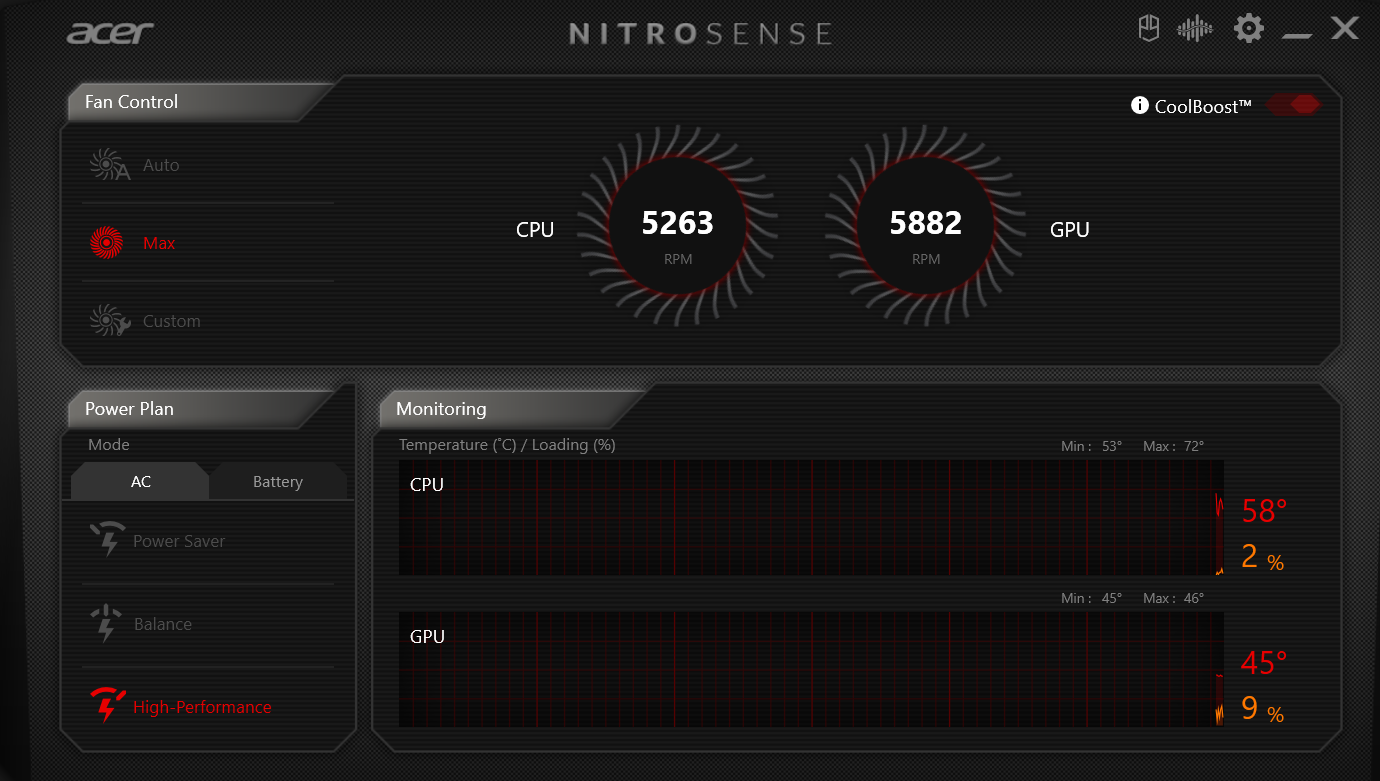 acer
NITROSENSE
Fan Control
CoolBoost™
Auto
Max
Custom
CPU
5263
RPM
5882
RPM
GPU
Power Plan
Mode
AC
Battery
Power Saver
Balance
High-Performance
Monitoring
Temperature (°C) / Loading (%)
Min : 53° Max : 72°
CPU
58°
2 %
Min : 45° Max : 46°
GPU
45°
9 %